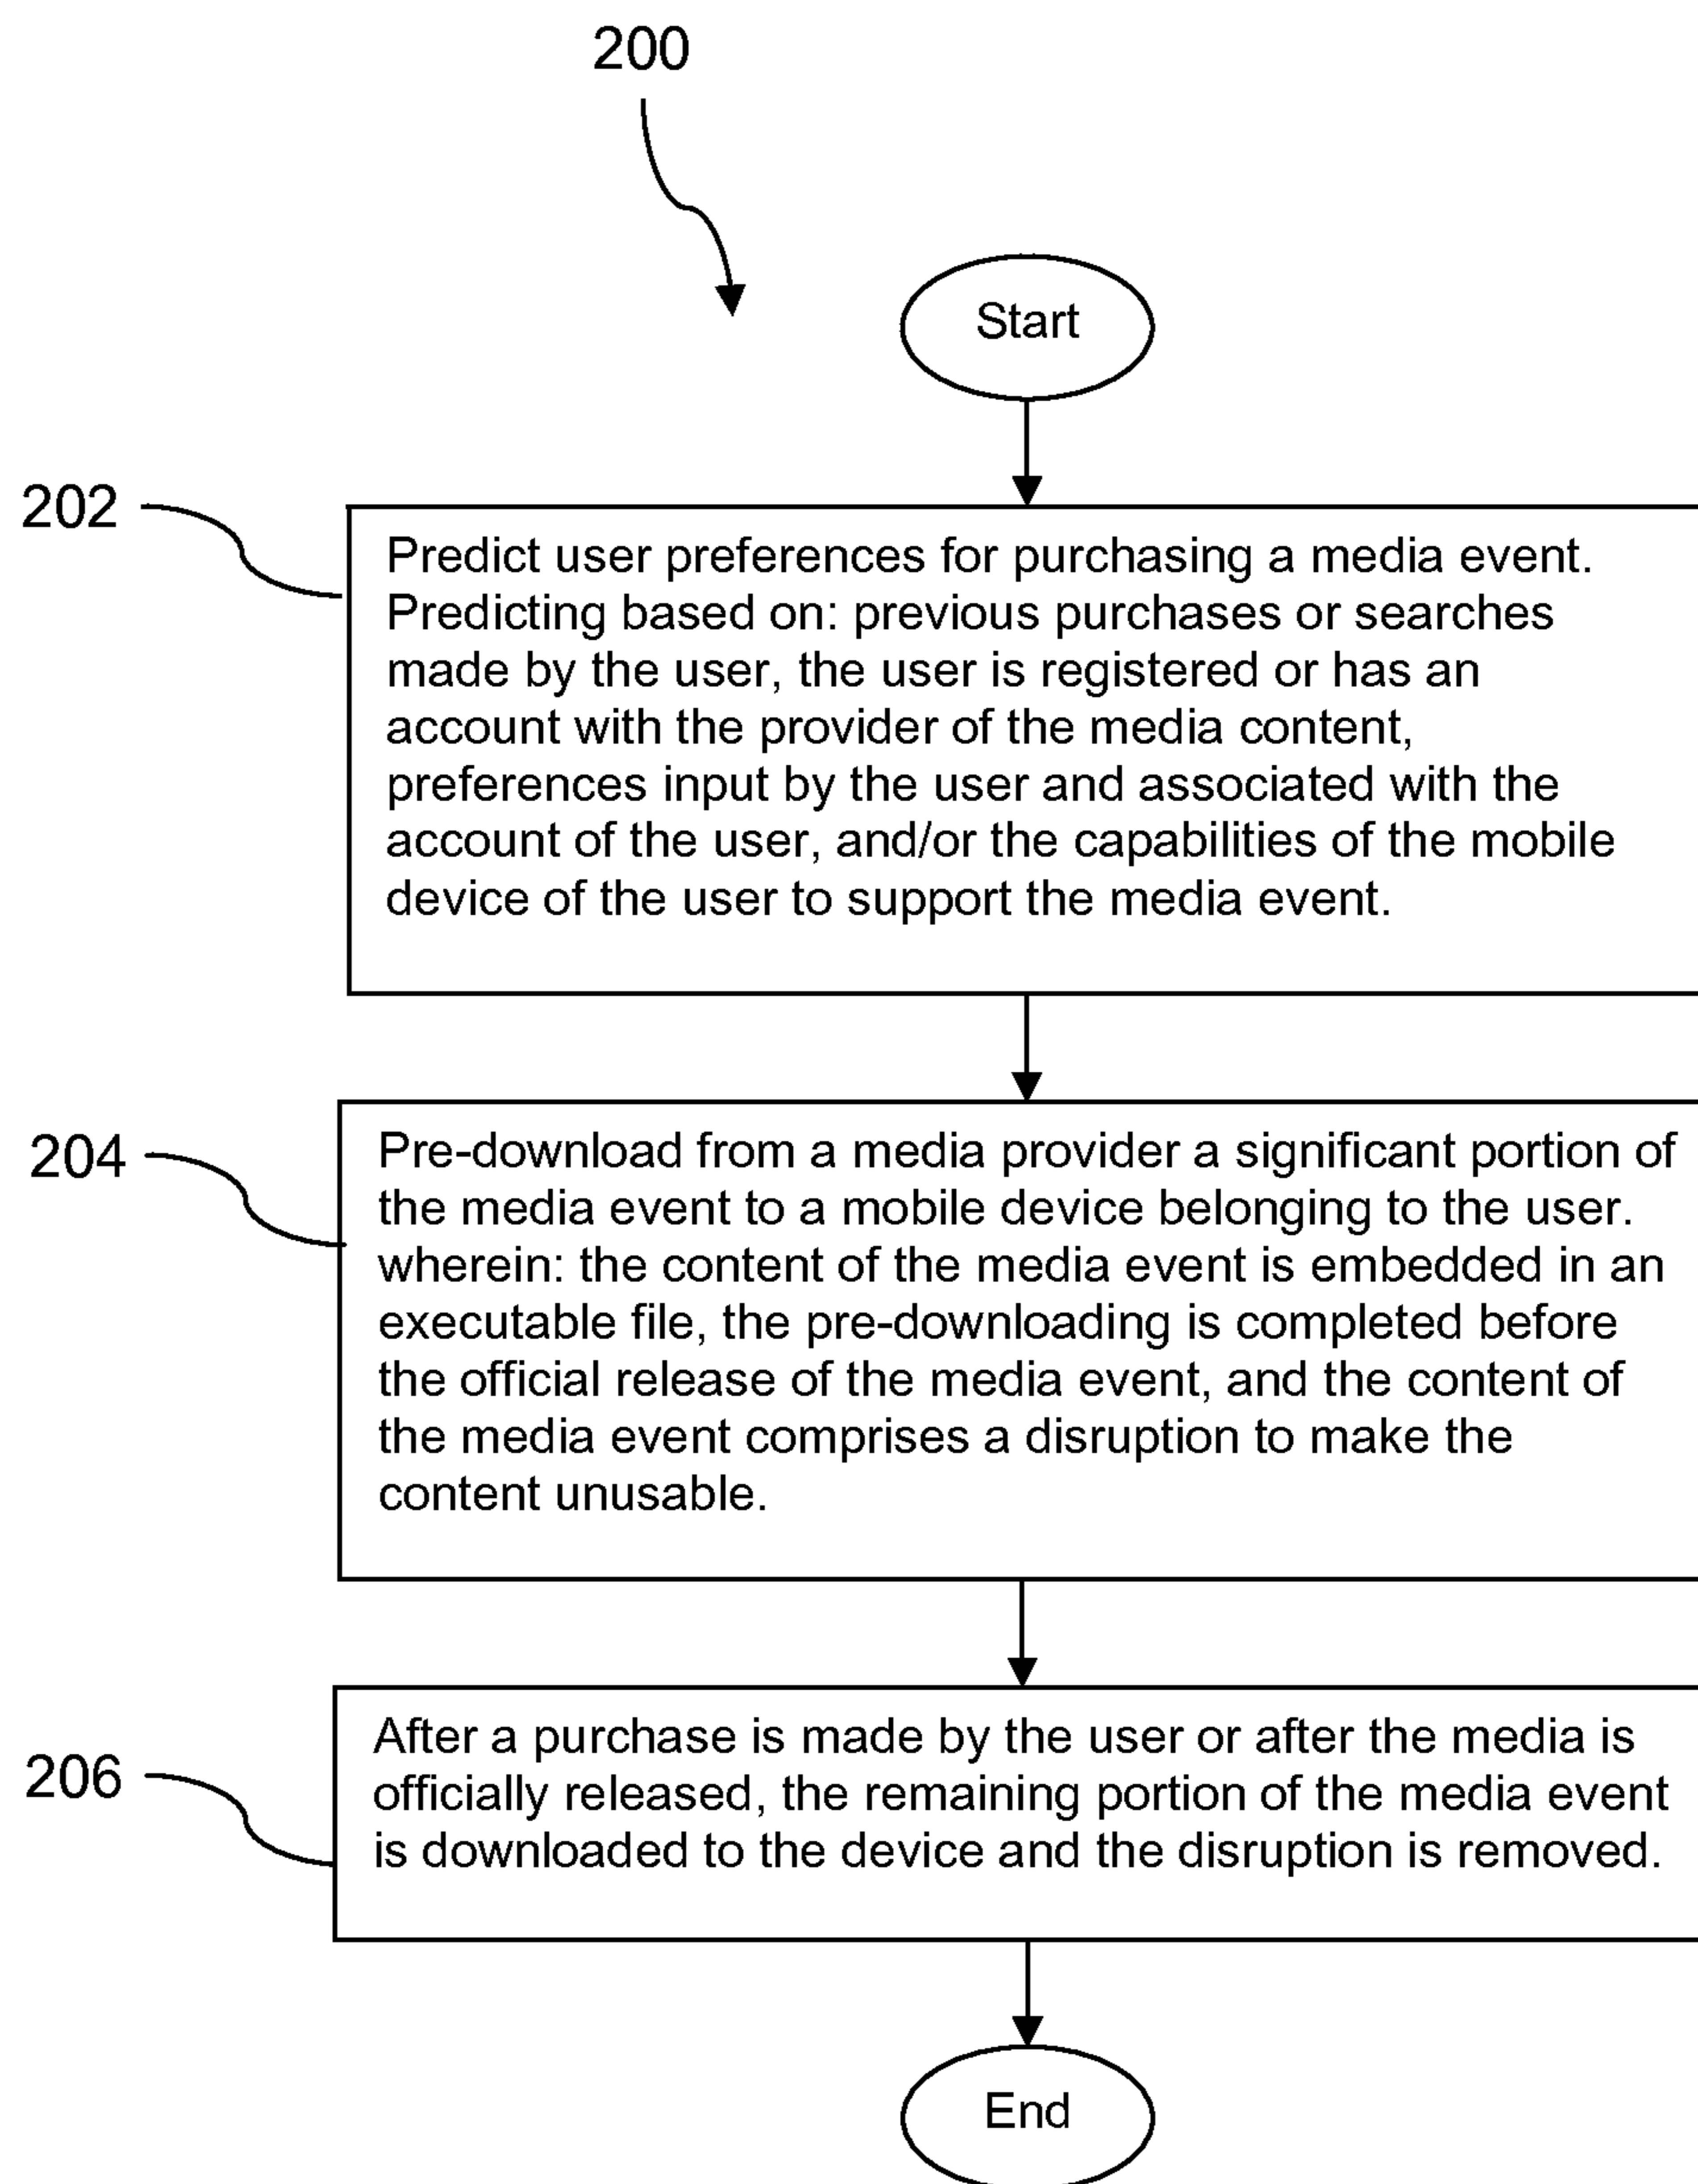 200
Start
202
Predict user preferences for purchasing a media event.
Predicting based on: previous purchases or searches
made by the user, the user is registered or has an
account with the provider of the media content,
preferences input by the user and associated with the
account of the user, and/or the capabilities of the mobile
device of the user to support the media event.
204
Pre-download from a media provider a significant portion of
the media event to a mobile device belonging to the user.
wherein: the content of the media event is embedded in an
executable file, the pre-downloading is completed before
the official release of the media event, and the content of
the media event comprises a disruption to make the
content unusable.
206
After a purchase is made by the user or after the media is
officially released, the remaining portion of the media event
is downloaded to the device and the disruption is removed.
End